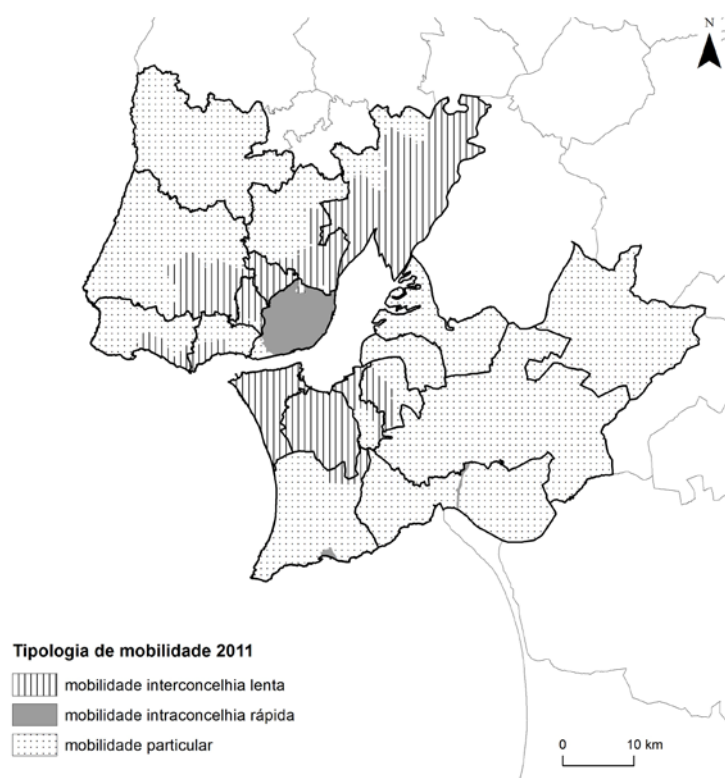 N
Tipologia de mobilidade 2011
mobilidade interconcelhia lenta
mobilidade intraconcelhia rápida
mobilidade particular
0 10 km